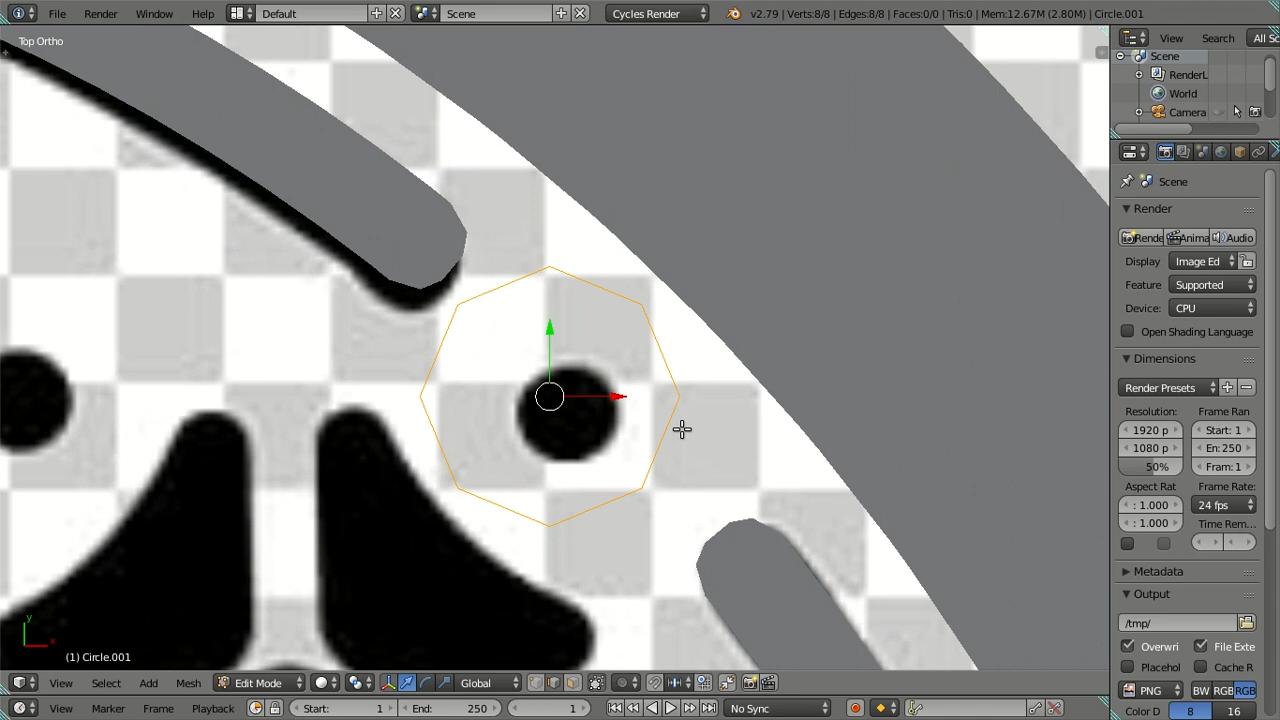 File Render Window Help Default Scene Cycles Render v2.79 | Verts:8/8 | Edges:8/8 | Faces:0/0 | Tris:0 | Mem:12.67M (2.80M) | Circle.001
Top Ortho
View Search All Sc
Scene
RenderL
World
Camera
Scene
Render
Rende Anima Audio
Display Image Ed
Feature Supported
Device: CPU
Open Shading Language
Dimensions
Render Presets
Resolution: Frame Ran
1920 p Start: 1
1080 p En: 250
50% Fram: 1
Aspect Rat Frame Rate:
: 1.000 24 fps
: 1.000 Time Rem...
Metadata
Output
/tmp/
Overwri File Exte
Placehol Cache R
PNG BW RGB RGB
Color D 8 16
y
x
(1) Circle.001
View Select Add Mesh Edit Mode Global
View Marker Frame Playback Start: 1 End: 250 1 No Sync